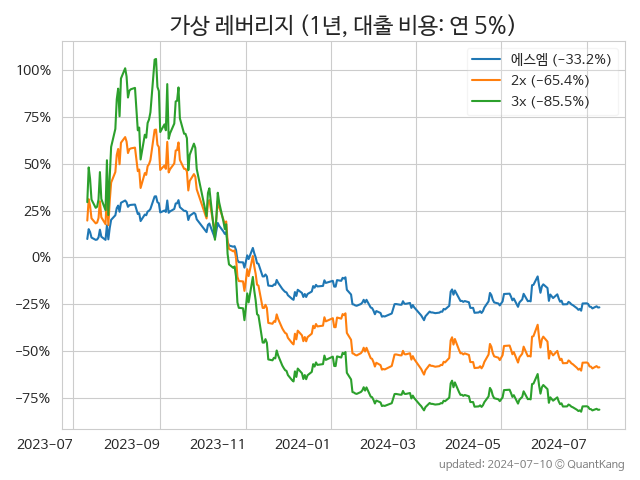 가상 레버리지 (1년, 대출 비용: 연 5%)
에스엠 (−33.2%)
2x (−65.4%)
3x (−85.5%)
100%
75%
50%
25%
0%
−25%
−50%
−75%
2023-07 2023-09 2023-11 2024-01 2024-03 2024-05 2024-07
updated: 2024-07-10 © QuantKang